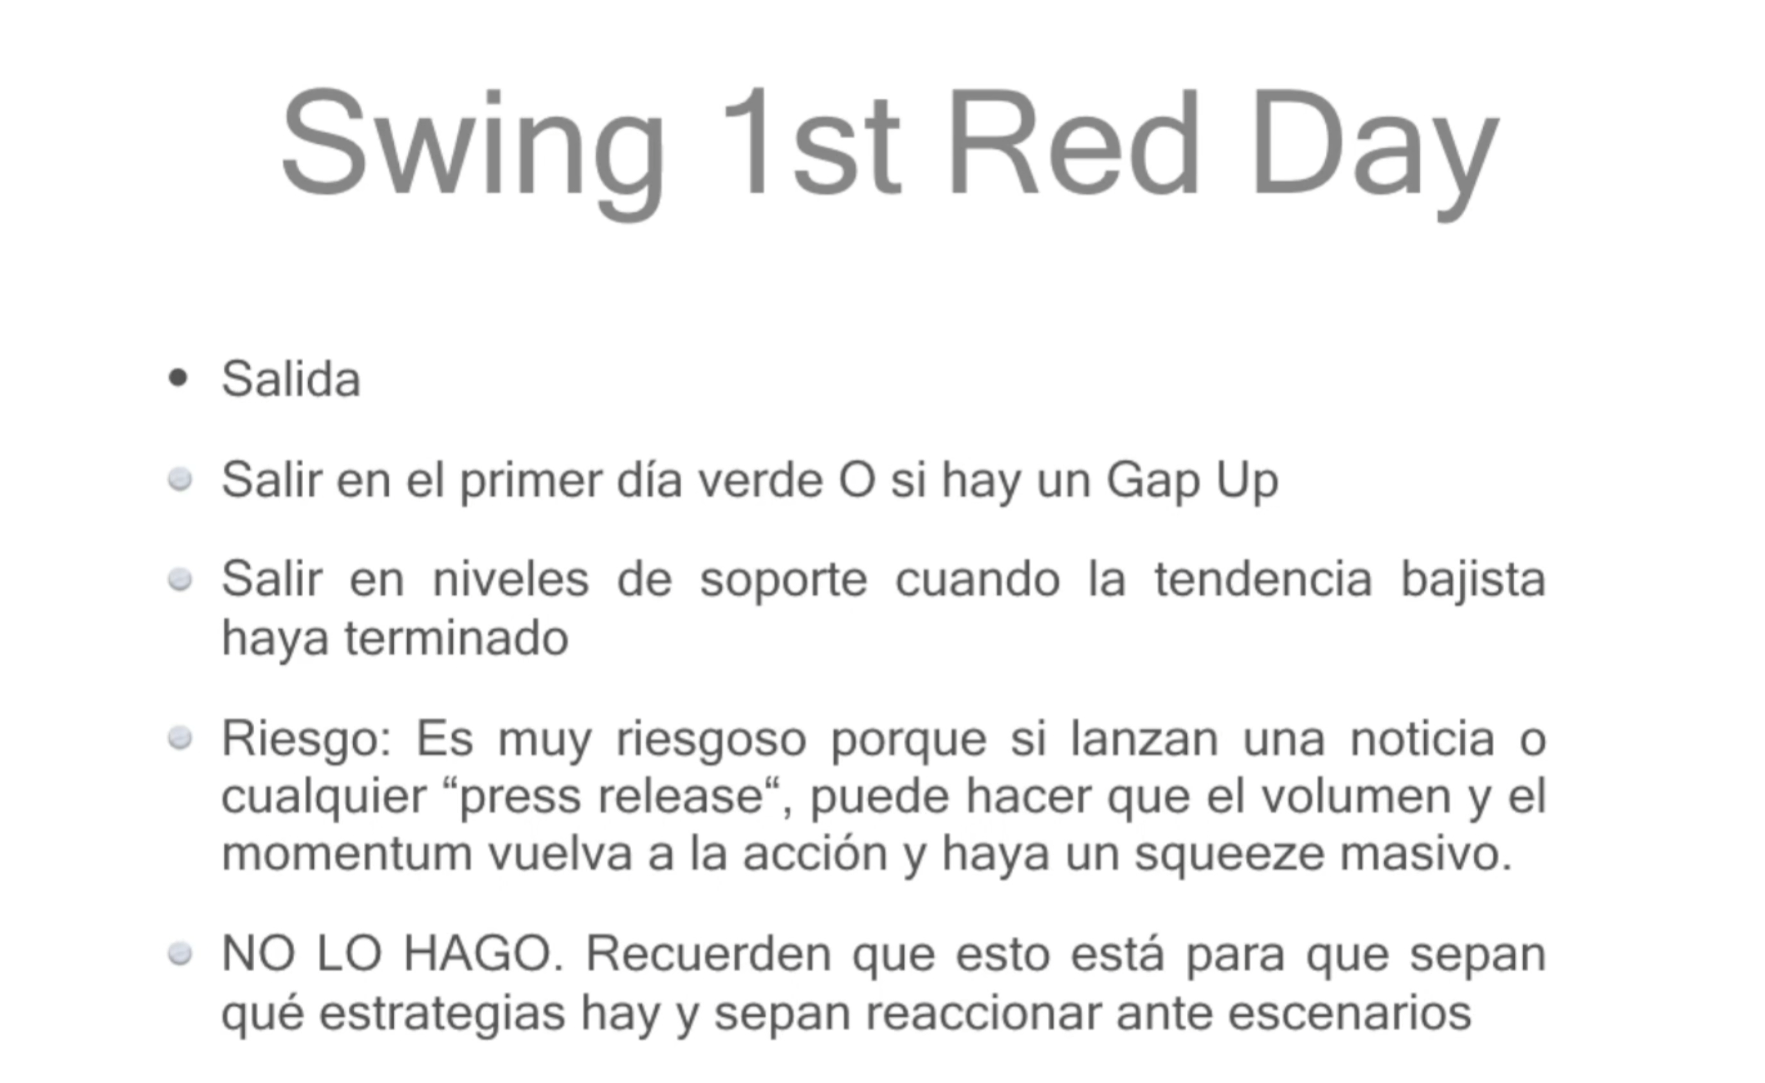 Swing 1st Red Day
• Salida
Salir en el primer día verde O si hay un Gap Up
Salir en niveles de soporte cuando la tendencia bajista
haya terminado
Riesgo: Es muy riesgoso porque si lanzan una noticia o
cualquier “press release“, puede hacer que el volumen y el
momentum vuelva a la acción y haya un squeeze masivo.
NO LO HAGO. Recuerden que esto está para que sepan
qué estrategias hay y sepan reaccionar ante escenarios